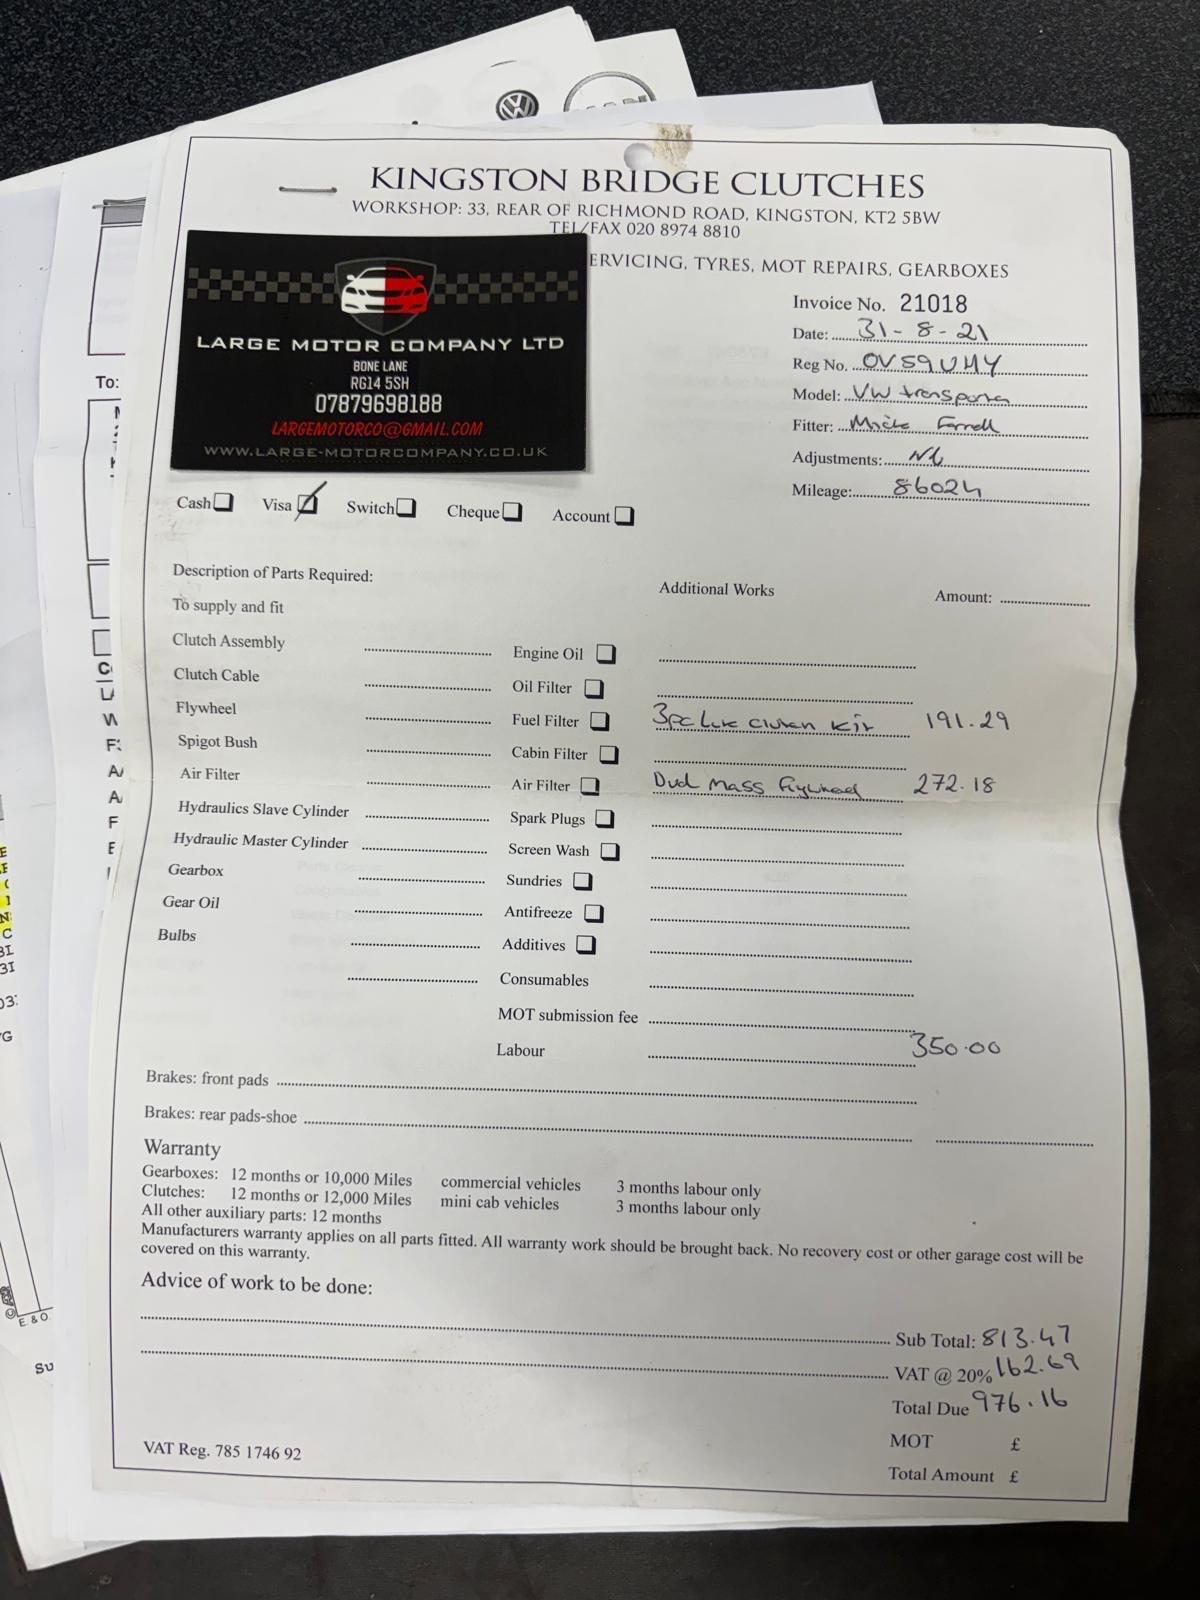 KINGSTON BRIDGE CLUTCHES
WORKSHOP: 33, REAR OF RICHMOND ROAD, KINGSTON, KT2 5BW
TEL/FAX 020 8974 8810
ERVICING, TYRES, MOT REPAIRS, GEARBOXES
LARGE MOTOR COMPANY LTD
BONE LANE
RG14 5SH
07879698188
LARGEMOTORCO@GMAIL.COM
WWW.LARGE-MOTORCOMPANY.CO.UK
Invoice No. 21018
Date: 31-8-21
Reg No. OV59UHY
Model: VW transporter
Fitter: Farrell
Adjustments:
Mileage: 86024
Cash Visa Switch Cheque Account
Description of Parts Required:
Additional Works Amount:
To supply and fit
Clutch Assembly Engine Oil
Clutch Cable Oil Filter
Flywheel Fuel Filter 3pc Luk Clutch Kit 191.29
Spigot Bush Cabin Filter
Air Filter Air Filter Dual Mass Flywheel 272.18
Hydraulics Slave Cylinder Spark Plugs
Hydraulic Master Cylinder Screen Wash
Gearbox Sundries
Gear Oil Antifreeze
Bulbs Additives
Consumables
MOT submission fee
Labour 350.00
Brakes: front pads
Brakes: rear pads-shoe
Warranty
Gearboxes: 12 months or 10,000 Miles commercial vehicles 3 months labour only
Clutches: 12 months or 12,000 Miles mini cab vehicles 3 months labour only
All other auxiliary parts: 12 months
Manufacturers warranty applies on all parts fitted. All warranty work should be brought back. No recovery cost or other garage cost will be
covered on this warranty.
Advice of work to be done:
Sub Total: 813.47
VAT @ 20% 162.69
Total Due 976.16
MOT £
Total Amount £
VAT Reg. 785 1746 92
To:
E. & O.